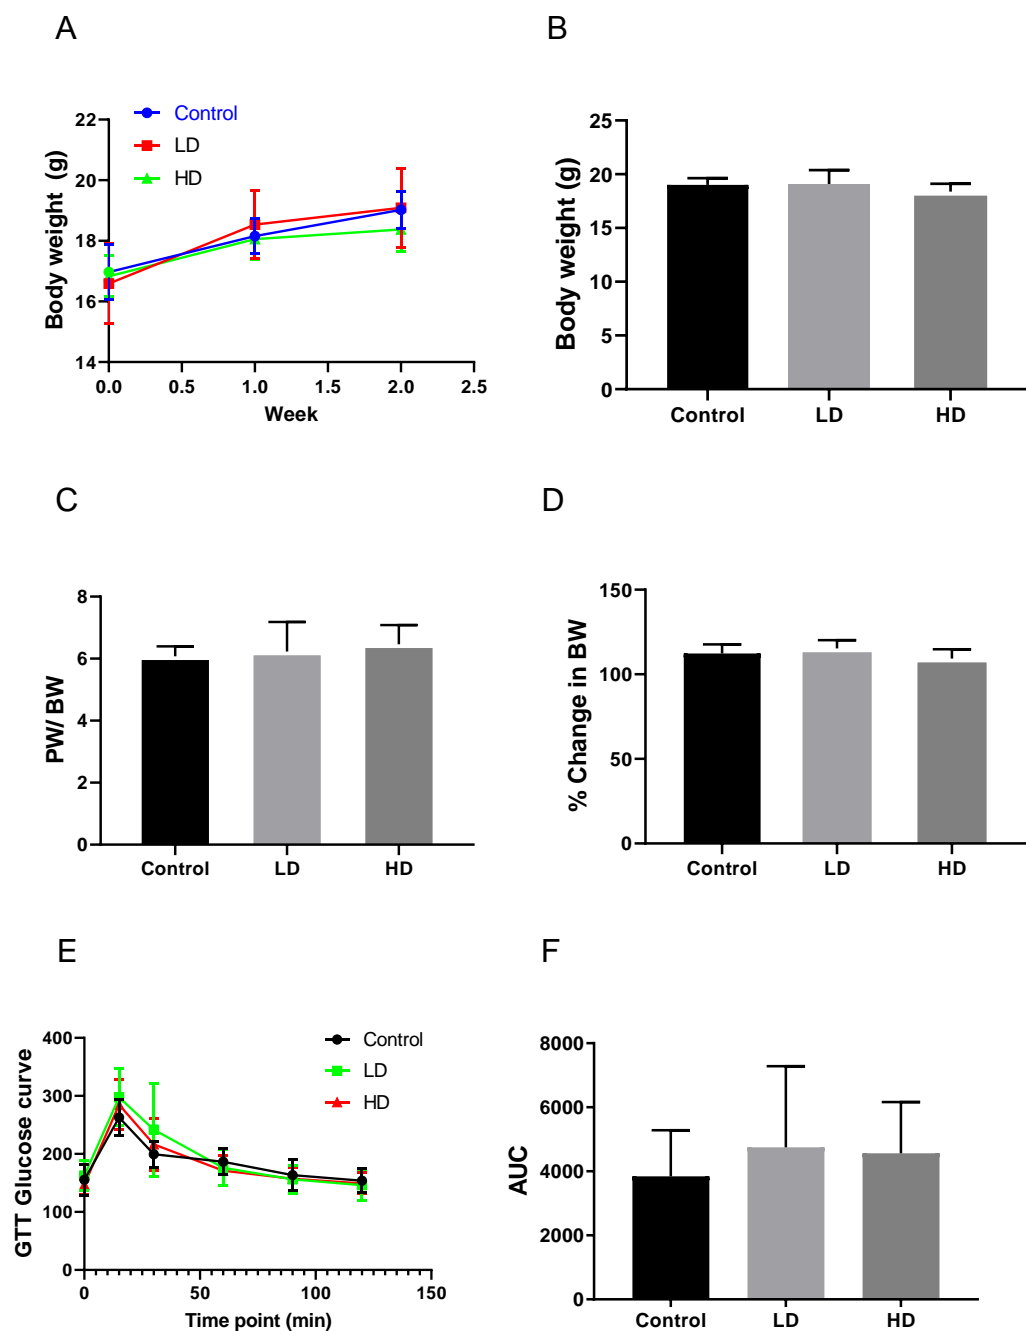 A
B
Control
LD
HD
22
20
18
16
14
Body weight (g)
0.0 0.5 1.0 1.5 2.0 2.5
Week
25
20
15
10
5
0
Body weight (g)
Control LD HD
C
D
8
6
4
2
0
PW/ BW
Control LD HD
150
100
50
0
% Change in BW
Control LD HD
E
F
Control
LD
HD
400
300
200
100
0
GTT Glucose curve
0 50 100 150
Time point (min)
8000
6000
4000
2000
0
AUC
Control LD HD